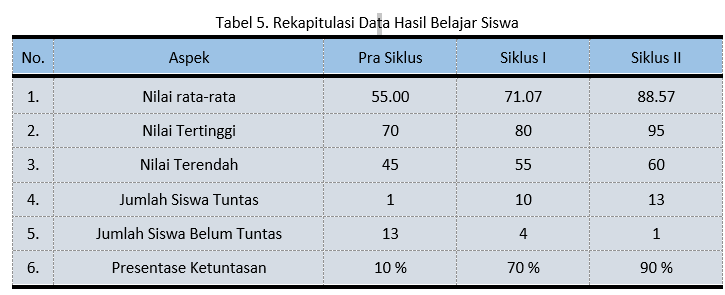 Tabel 5. Rekapitulasi Data Hasil Belajar Siswa
No. Aspek Pra Siklus Siklus I Siklus II
1. Nilai rata-rata 55.00 71.07 88.57
2. Nilai Tertinggi 70 80 95
3. Nilai Terendah 45 55 60
4. Jumlah Siswa Tuntas 1 10 13
5. Jumlah Siswa Belum Tuntas 13 4 1
6. Presentase Ketuntasan 10 % 70 % 90 %